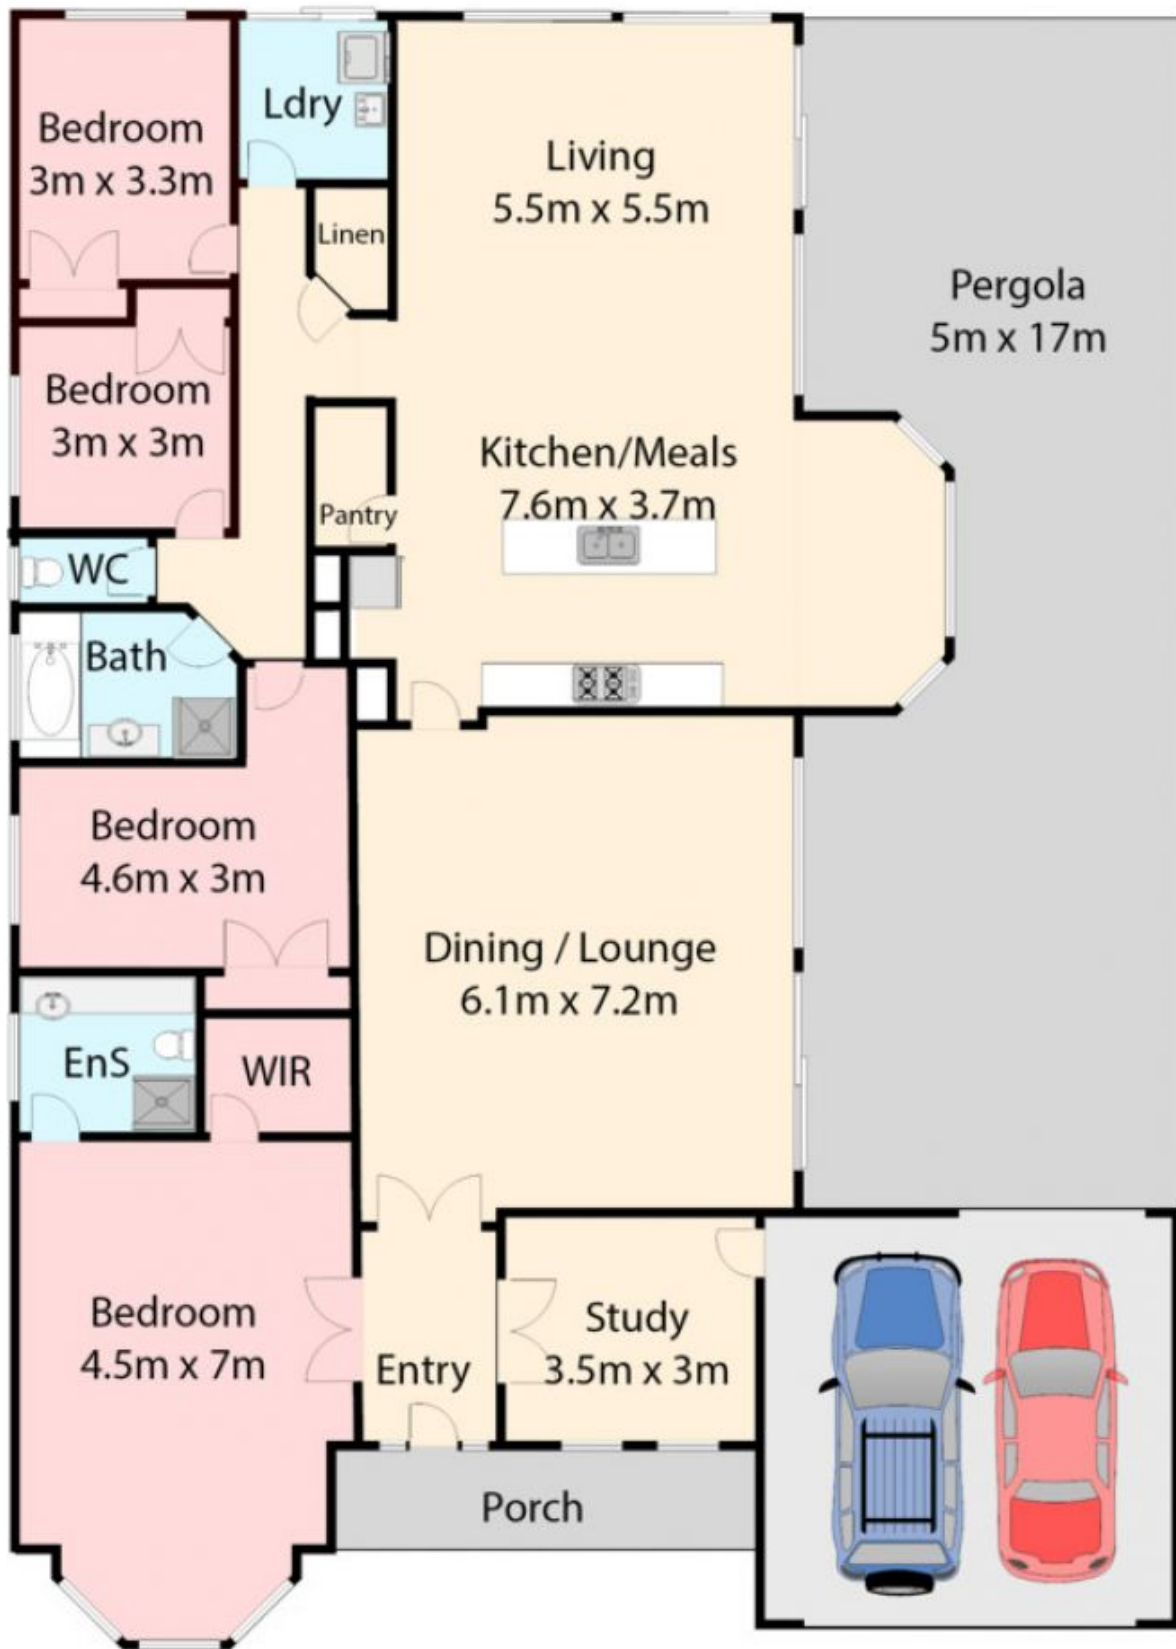 Bedroom
3m x 3.3m
Ldry
Living
5.5m x 5.5m
Linen
Pergola
5m x 17m
Bedroom
3m x 3m
Kitchen/Meals
7.6m x 3.7m
Pantry
WC
Bath
Bedroom
4.6m x 3m
Dining / Lounge
6.1m x 7.2m
EnS
WIR
Bedroom
4.5m x 7m
Entry
Study
3.5m x 3m
Porch